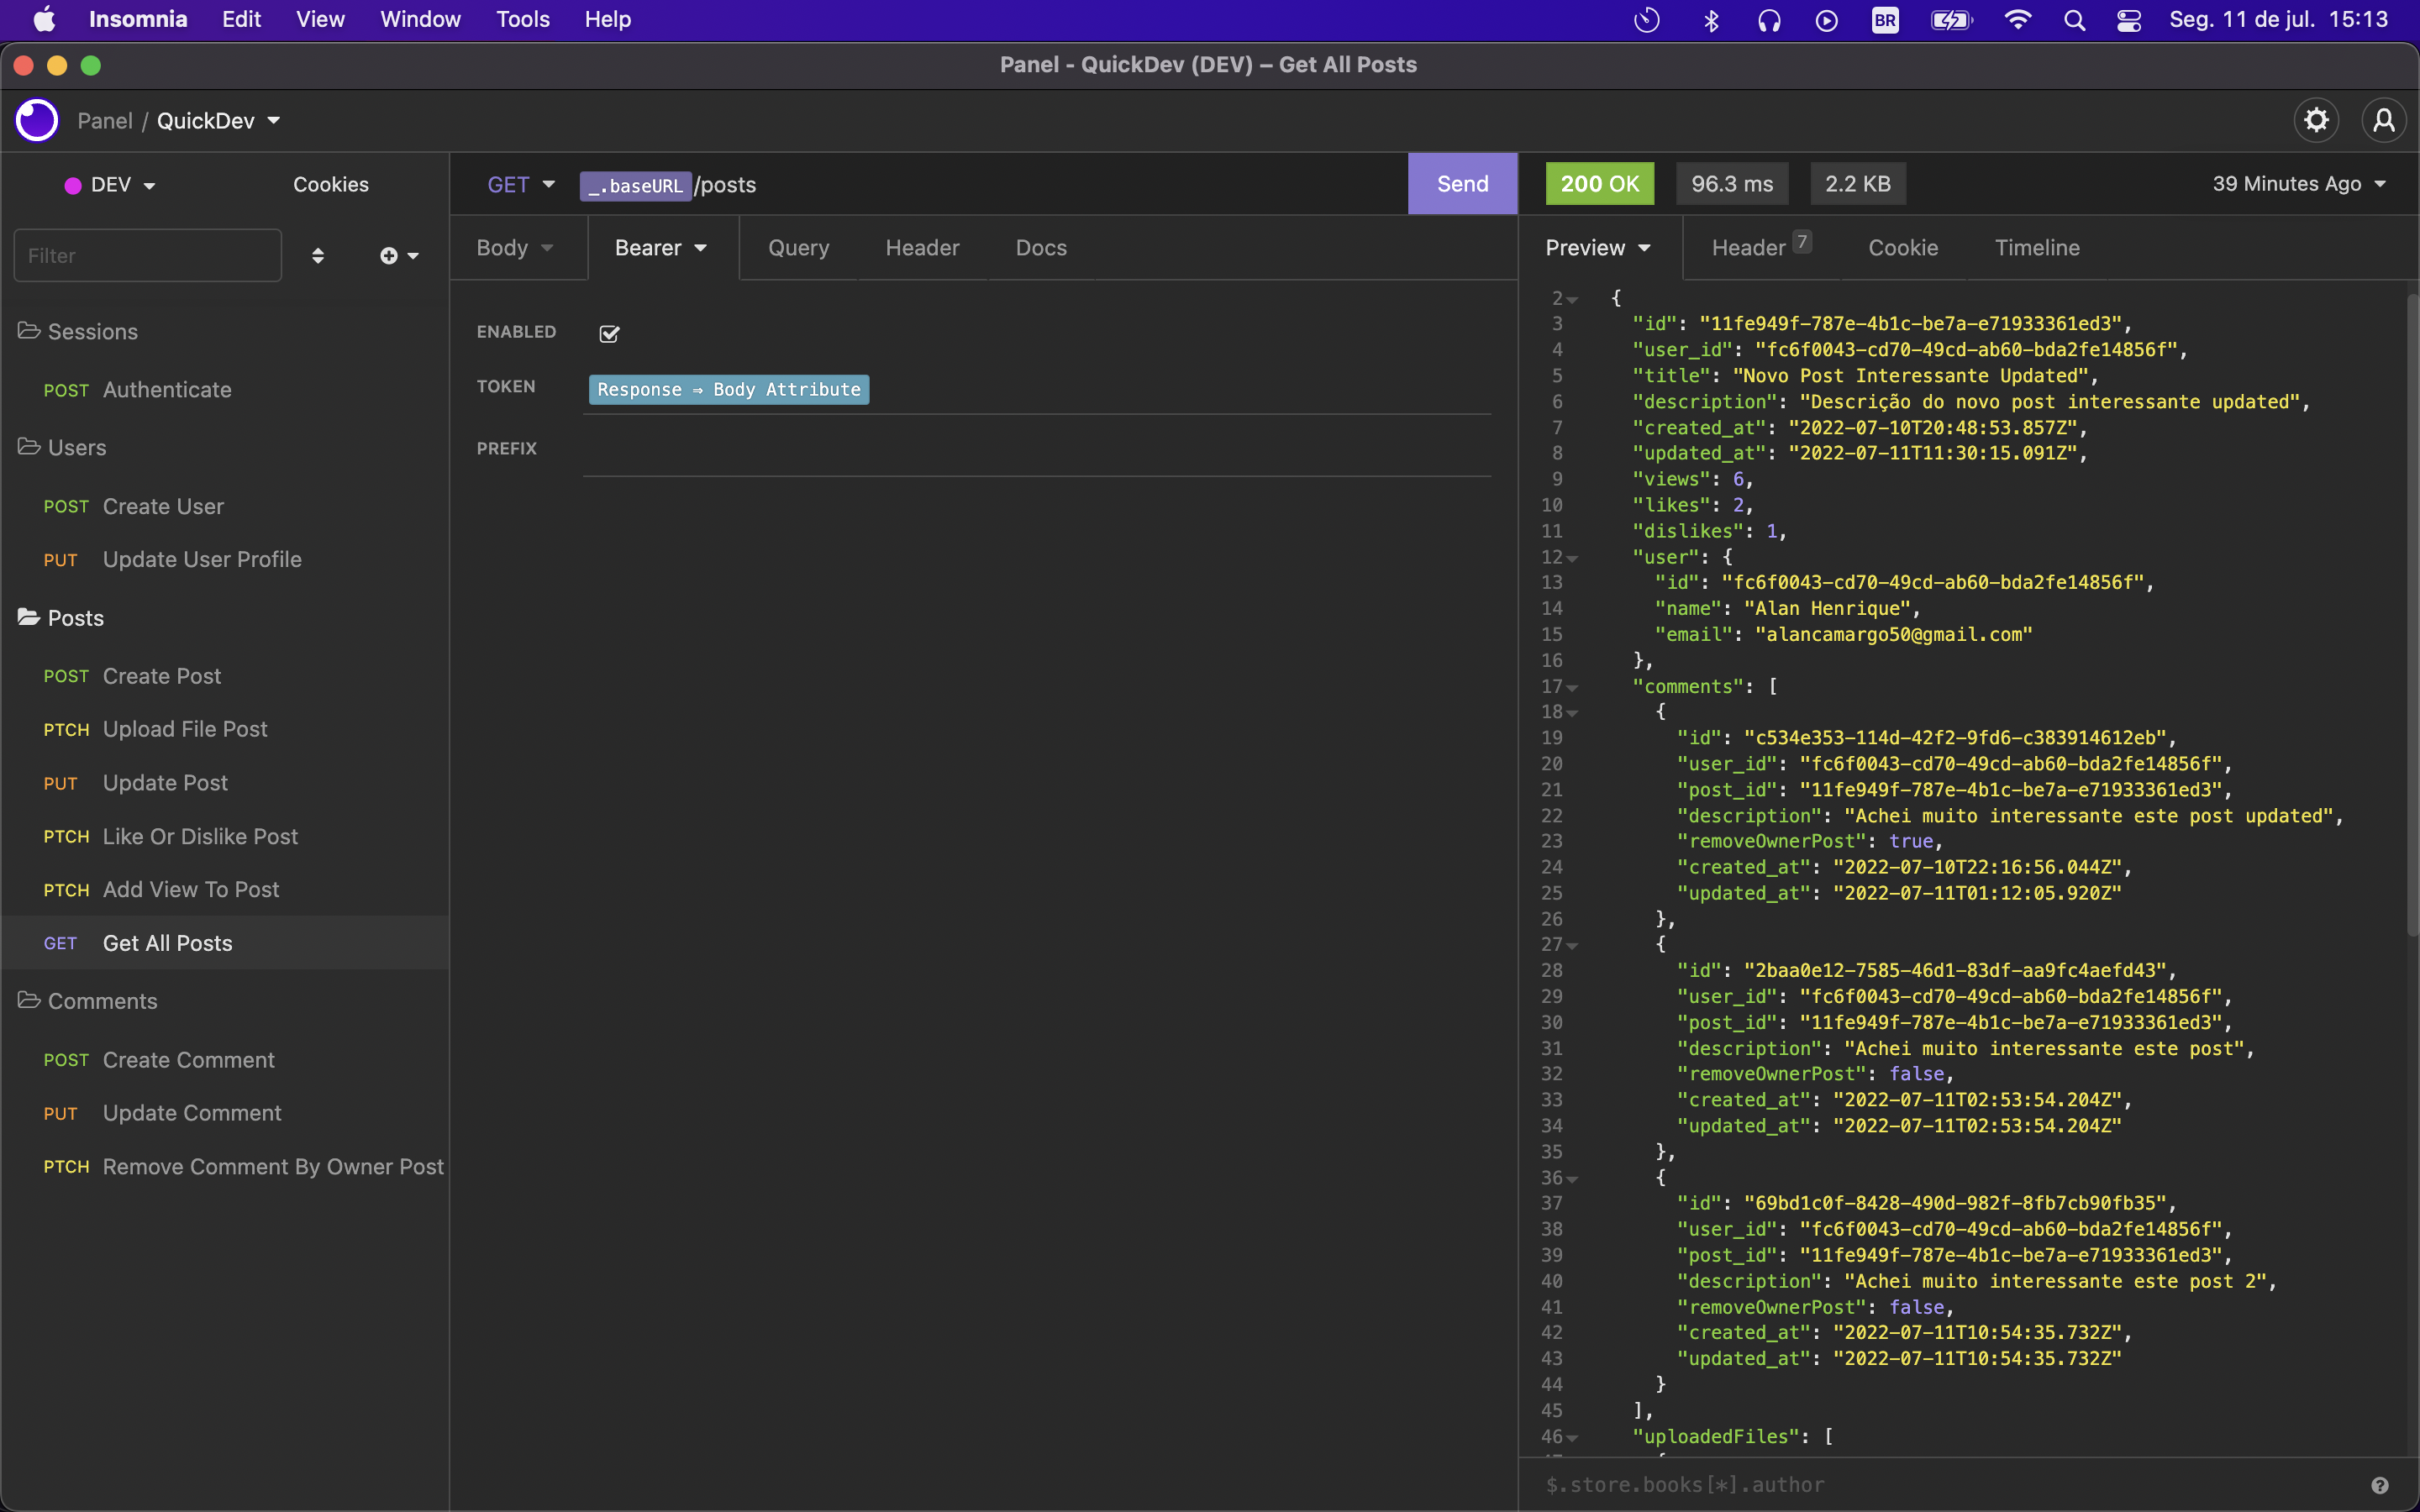 Insomnia Edit View Window Tools Help BR Seg. 11 de jul. 15:13
Panel - QuickDev (DEV) – Get All Posts
Panel / QuickDev
DEV Cookies
GET _.baseURL /posts Send
200 OK 96.3 ms 2.2 KB 39 Minutes Ago
Filter
Body Bearer Query Header Docs
Preview Header 7 Cookie Timeline
Sessions
POST Authenticate
Users
POST Create User
PUT Update User Profile
Posts
POST Create Post
PTCH Upload File Post
PUT Update Post
PTCH Like Or Dislike Post
PTCH Add View To Post
GET Get All Posts
Comments
POST Create Comment
PUT Update Comment
PTCH Remove Comment By Owner Post
ENABLED
TOKEN Response ⇒ Body Attribute
PREFIX
2 {
3 "id": "11fe949f-787e-4b1c-be7a-e71933361ed3",
4 "user_id": "fc6f0043-cd70-49cd-ab60-bda2fe14856f",
5 "title": "Novo Post Interessante Updated",
6 "description": "Descrição do novo post interessante updated",
7 "created_at": "2022-07-10T20:48:53.857Z",
8 "updated_at": "2022-07-11T11:30:15.091Z",
9 "views": 6,
10 "likes": 2,
11 "dislikes": 1,
12 "user": {
13 "id": "fc6f0043-cd70-49cd-ab60-bda2fe14856f",
14 "name": "Alan Henrique",
15 "email": "alancamargo50@gmail.com"
16 },
17 "comments": [
18 {
19 "id": "c534e353-114d-42f2-9fd6-c383914612eb",
20 "user_id": "fc6f0043-cd70-49cd-ab60-bda2fe14856f",
21 "post_id": "11fe949f-787e-4b1c-be7a-e71933361ed3",
22 "description": "Achei muito interessante este post updated",
23 "removeOwnerPost": true,
24 "created_at": "2022-07-10T22:16:56.044Z",
25 "updated_at": "2022-07-11T01:12:05.920Z"
26 },
27 {
28 "id": "2baa0e12-7585-46d1-83df-aa9fc4aefd43",
29 "user_id": "fc6f0043-cd70-49cd-ab60-bda2fe14856f",
30 "post_id": "11fe949f-787e-4b1c-be7a-e71933361ed3",
31 "description": "Achei muito interessante este post",
32 "removeOwnerPost": false,
33 "created_at": "2022-07-11T02:53:54.204Z",
34 "updated_at": "2022-07-11T02:53:54.204Z"
35 },
36 {
37 "id": "69bd1c0f-8428-490d-982f-8fb7cb90fb35",
38 "user_id": "fc6f0043-cd70-49cd-ab60-bda2fe14856f",
39 "post_id": "11fe949f-787e-4b1c-be7a-e71933361ed3",
40 "description": "Achei muito interessante este post 2",
41 "removeOwnerPost": false,
42 "created_at": "2022-07-11T10:54:35.732Z",
43 "updated_at": "2022-07-11T10:54:35.732Z"
44 }
45 ],
46 "uploadedFiles": [
$.store.books[*].author